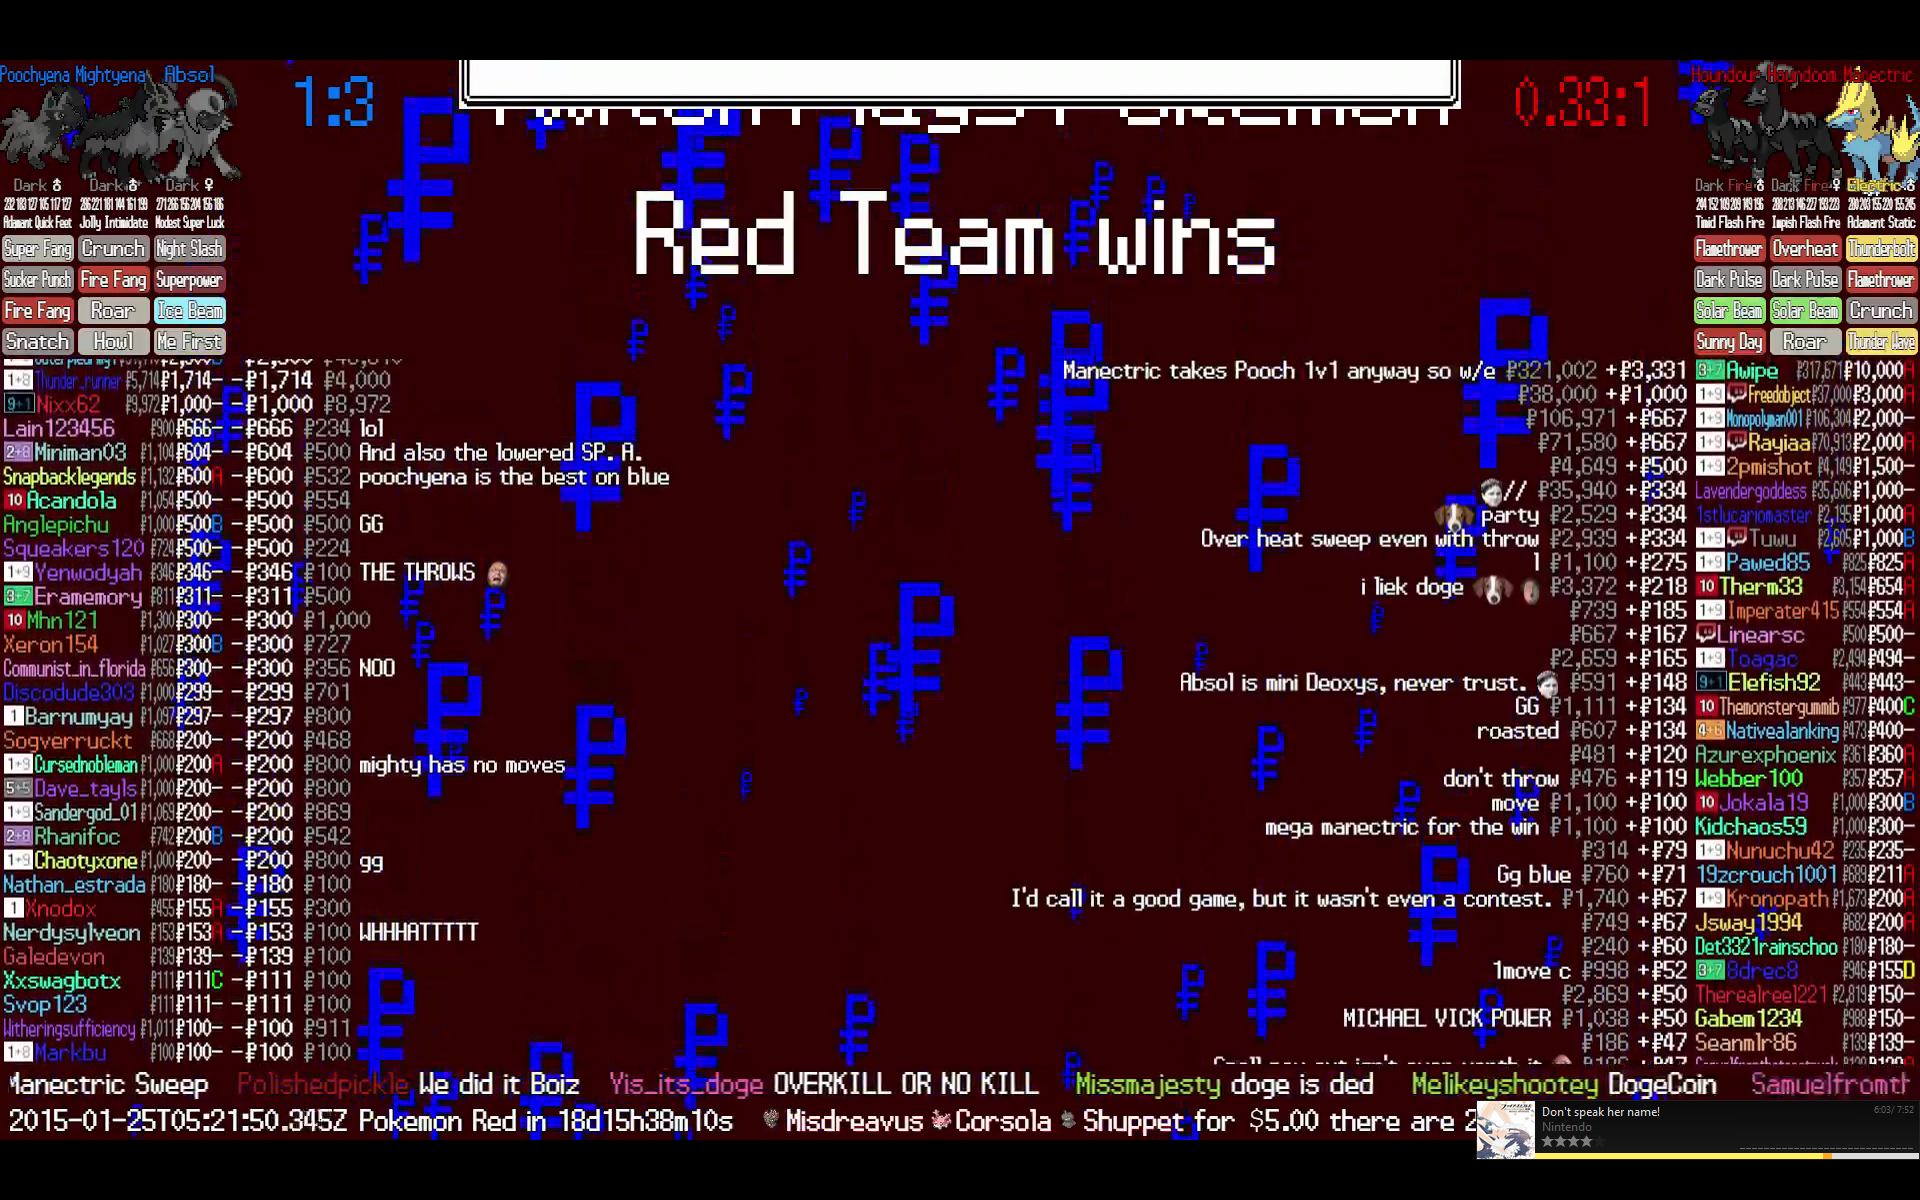 Poochyena Mightyena Absol
1:3
0.33:1
Houndour Houndoom Manectric
Red Team wins
Dark ♂ Dark ♂ Dark ♀
Adamant Quick Feet Jolly Intimidate Modest Super Luck
Super Fang Crunch Night Slash
Sucker Punch Fire Fang Superpower
Fire Fang Roar Ice Beam
Snatch Howl Me First
Dark Fire ♂ Dark Fire ♀ Electric ♂
Timid Flash Fire Impish Flash Fire Adamant Static
Flamethrower Overheat Thunderbolt
Dark Pulse Dark Pulse Flamethrower
Solar Beam Solar Beam Crunch
Sunny Day Roar Thunder Wave
1+8 Thunder_runner ₽5,714 ₽1,714- -₽1,714 ₽4,000
9+1 Nixx62 ₽9,972 ₽1,000- -₽1,000 ₽8,972
Lain123456 ₽900 ₽666- -₽666 ₽234 lol
2+8 Miniman03 ₽1,104 ₽604- -₽604 ₽500 And also the lowered SP. A.
Snapbacklegends ₽1,132 ₽600A -₽600 ₽532 poochyena is the best on blue
10 Acandola ₽1,054 ₽500- -₽500 ₽554
Anglepichu ₽1,000 ₽500B -₽500 ₽500 GG
Squeakers120 ₽724 ₽500- -₽500 ₽224
1+9 Yenwodyah ₽346 ₽346- -₽346 ₽100 THE THROWS
3+7 Eramemory ₽811 ₽311- -₽311 ₽500
10 Mhn121 ₽1,300 ₽300- -₽300 ₽1,000
Xeron154 ₽1,027 ₽300B -₽300 ₽727
Communist_in_florida ₽656 ₽300- -₽300 ₽356 NOO
Discodude303 ₽1,000 ₽299- -₽299 ₽701
1 Barnumyay ₽1,097 ₽297- -₽297 ₽800
Sogverruckt ₽668 ₽200- -₽200 ₽468
1+9 Cursednobleman ₽1,000 ₽200A -₽200 ₽800 mighty has no moves
5+5 Dave_tayls ₽1,000 ₽200- -₽200 ₽800
1+9 Sandergod_01 ₽1,069 ₽200- -₽200 ₽869
2+8 Rhanifoc ₽742 ₽200B -₽200 ₽542
1+9 Chaotyxone ₽1,000 ₽200- -₽200 ₽800 gg
Nathan_estrada ₽180 ₽180- -₽180 ₽100
1 Xnodox ₽455 ₽155A -₽155 ₽300
Nerdysylveon ₽153 ₽153A -₽153 ₽100 WHHHATTTTT
Galedevon ₽139 ₽139- -₽139 ₽100
Xxswagbotx ₽111 ₽111C -₽111 ₽100
Svop123 ₽111 ₽111- -₽111 ₽100
Witheringsufficiency ₽1,011 ₽100- -₽100 ₽911
1+8 Markbu ₽100 ₽100- -₽100 ₽100
Manectric takes Pooch 1v1 anyway so w/e ₽321,002 +₽3,331 3+7 Awipe ₽317,671 ₽10,000A
₽38,000 +₽1,000 1+9 Freedobject ₽37,000 ₽3,000A
₽106,971 +₽667 1+9 Monopolyman001 ₽106,304 ₽2,000-
₽71,580 +₽667 1+9 Rayiaa ₽70,913 ₽2,000A
₽4,649 +₽500 1+9 2pmishot ₽4,149 ₽1,500-
// ₽35,940 +₽334 Lavendergoddess ₽35,606 ₽1,000-
party ₽2,529 +₽334 1stlucariomaster ₽2,195 ₽1,000A
Over heat sweep even with throw ₽2,939 +₽334 1+9 Tuwu ₽2,605 ₽1,000B
l ₽1,100 +₽275 1+9 Pawed85 ₽825 ₽825A
i liek doge ₽3,372 +₽218 10 Therm33 ₽3,154 ₽654A
₽739 +₽185 1+9 Imperater415 ₽554 ₽554A
₽667 +₽167 Linearsc ₽500 ₽500-
₽2,659 +₽165 1+9 Toagac ₽2,494 ₽494-
Absol is mini Deoxys, never trust. ₽591 +₽148 9+1 Elefish92 ₽443 ₽443-
GG ₽1,111 +₽134 10 Themonstergummib ₽977 ₽400C
roasted ₽607 +₽134 4+6 Nativealanking ₽473 ₽400-
₽481 +₽120 Azurexphoenix ₽361 ₽360A
don't throw ₽476 +₽119 Webber100 ₽357 ₽357A
move ₽1,100 +₽100 10 Jokala19 ₽1,000 ₽300B
mega manectric for the win ₽1,100 +₽100 Kidchaos59 ₽1,000 ₽300-
₽314 +₽79 1+9 Nunuchu42 ₽235 ₽235-
Gg blue ₽760 +₽71 19zcrouch1001 ₽689 ₽211A
I'd call it a good game, but it wasn't even a contest. ₽1,740 +₽67 1+9 Kronopath ₽1,673 ₽200A
₽749 +₽67 Jsway1994 ₽682 ₽200A
₽240 +₽60 Det3321rainschoo ₽180 ₽180-
1move c ₽998 +₽52 3+7 8drec8 ₽946 ₽155D
₽2,869 +₽50 Therealreel221 ₽2,819 ₽150-
MICHAEL VICK POWER ₽1,038 +₽50 Gabem1234 ₽988 ₽150-
₽186 +₽47 Seanmlr86 ₽139 ₽139-
Manectric Sweep Polishedpickle We did it Boiz Yis_its_doge OVERKILL OR NO KILL Missmajesty doge is ded Melikeyshootey DogeCoin Samuelfromth
2015-01-25T05:21:50.345Z Pokemon Red in 18d15h38m10s Misdreavus Corsola Shuppet for $5.00 there are 2
Don't speak her name!
6:03/ 7:52
Nintendo